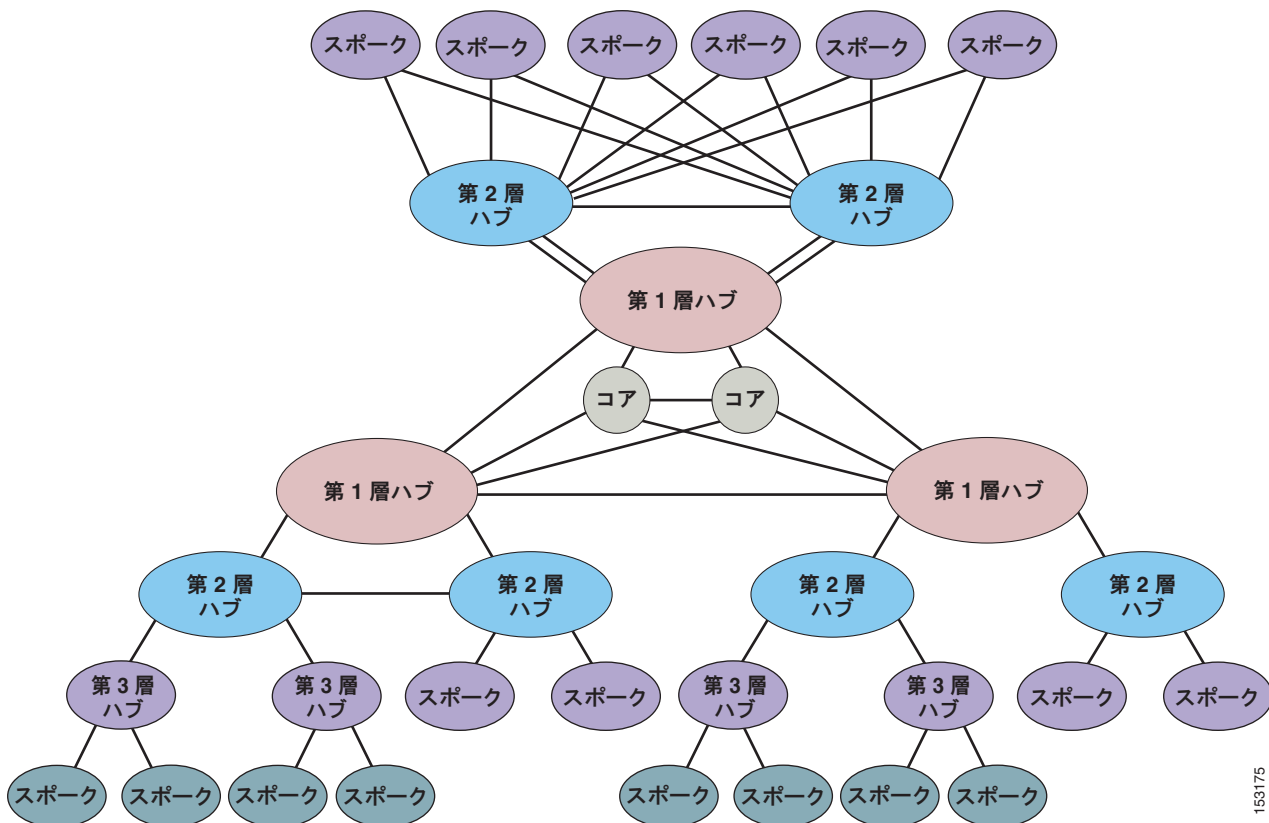 スポーク
スポーク
スポーク
スポーク
スポーク
スポーク
第 2 層
ハブ
第 2 層
ハブ
第 1 層ハブ
コア
コア
第 1 層ハブ
第 1 層ハブ
第 2 層
ハブ
第 2 層
ハブ
第 2 層
ハブ
第 2 層
ハブ
第 3 層
ハブ
第 3 層
ハブ
スポーク
スポーク
第 3 層
ハブ
第 3 層
ハブ
スポーク
スポーク
スポーク
スポーク
スポーク
スポーク
スポーク
スポーク
スポーク
スポーク
153175